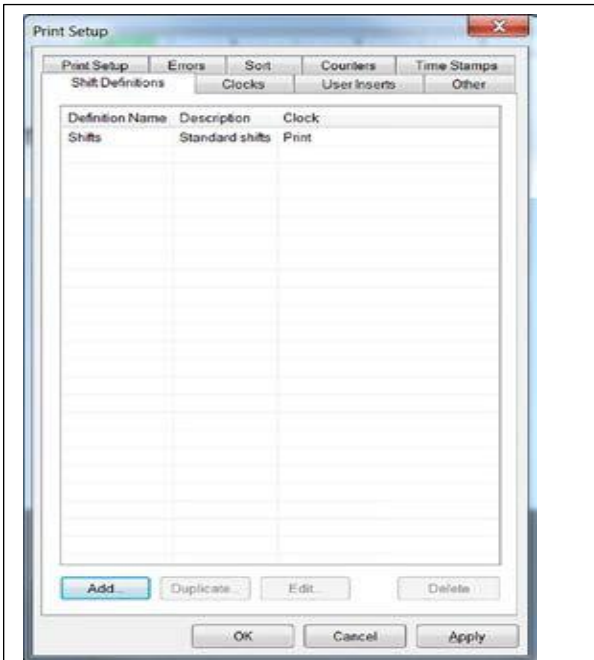 Print Setup
Print Setup Errors Sort Counters Time Stamps
Shift Definitions Clocks User Inserts Other
Definition Name Description Clock
Shifts Standard shifts Print
Add... Duplicate... Edit... Delete
OK Cancel Apply